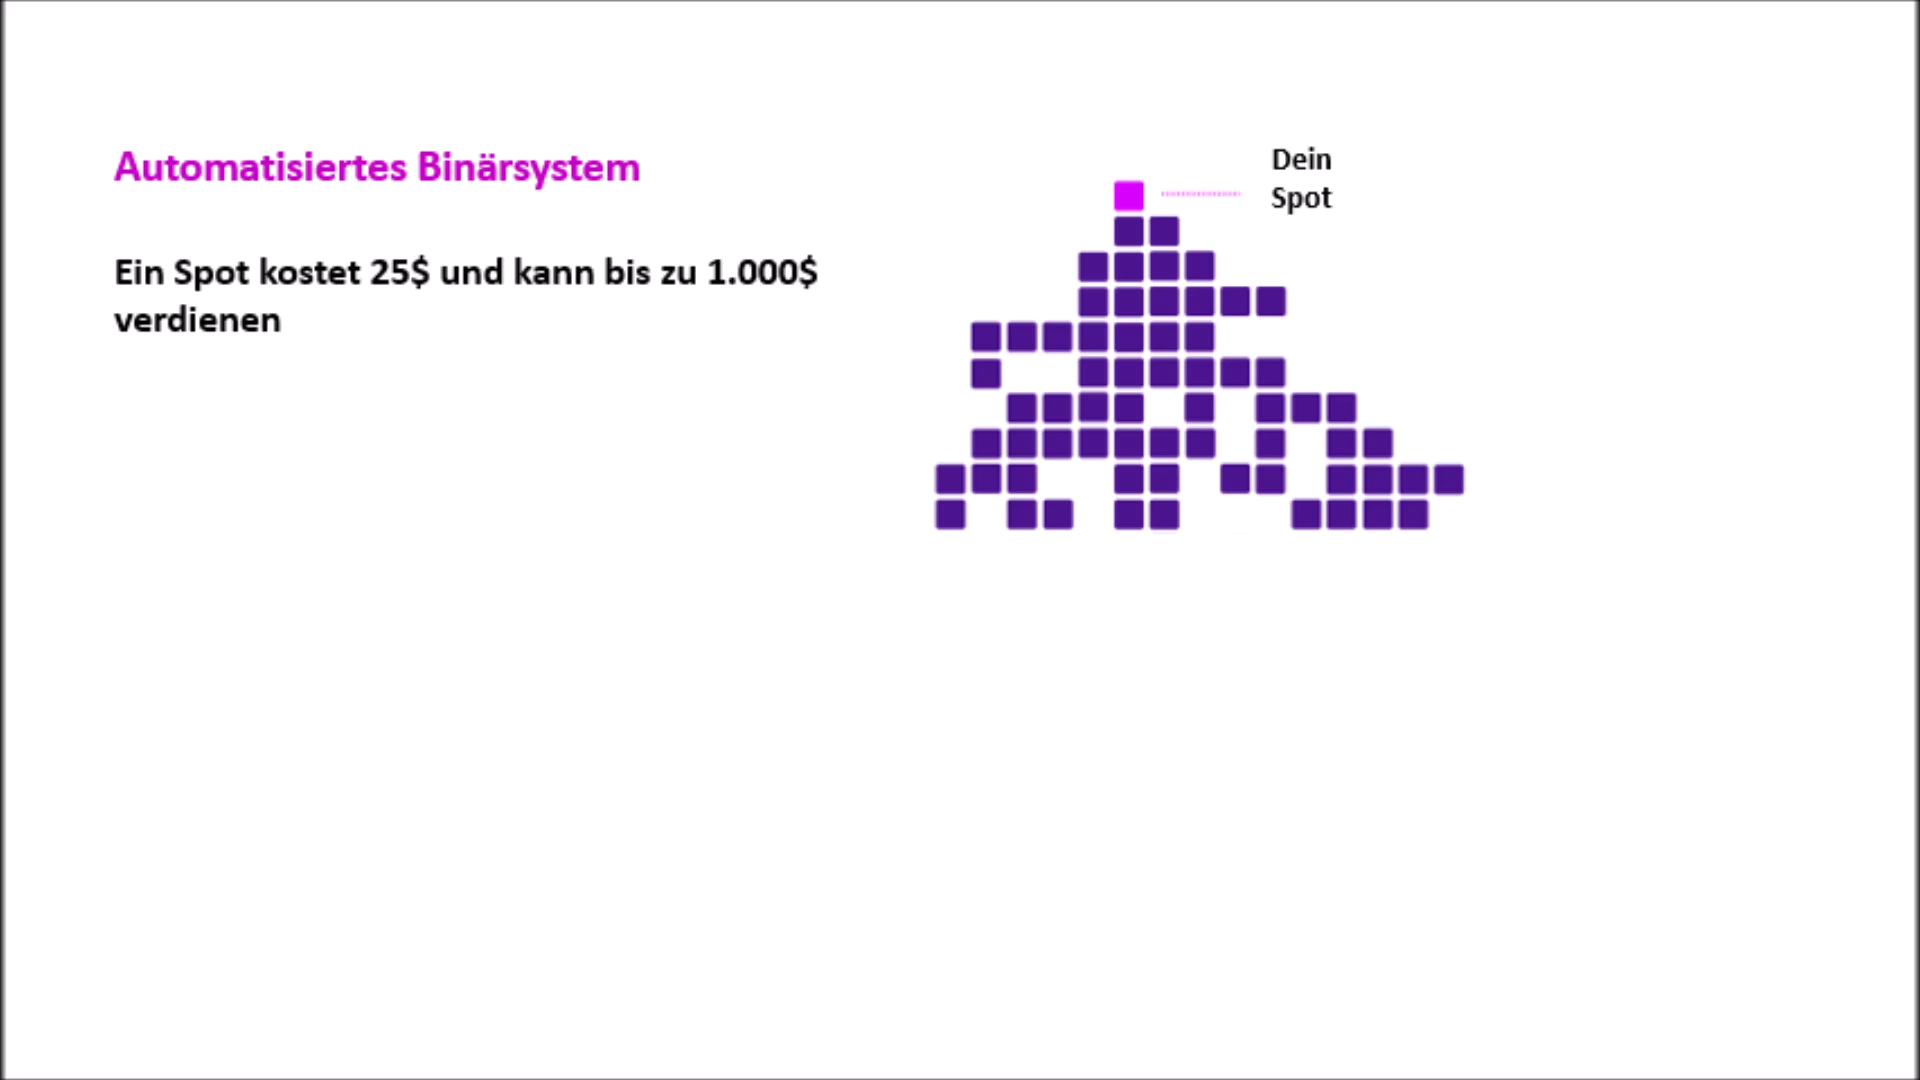 Automatisiertes Binärsystem
Ein Spot kostet 25$ und kann bis zu 1.000$
verdienen
Dein
Spot